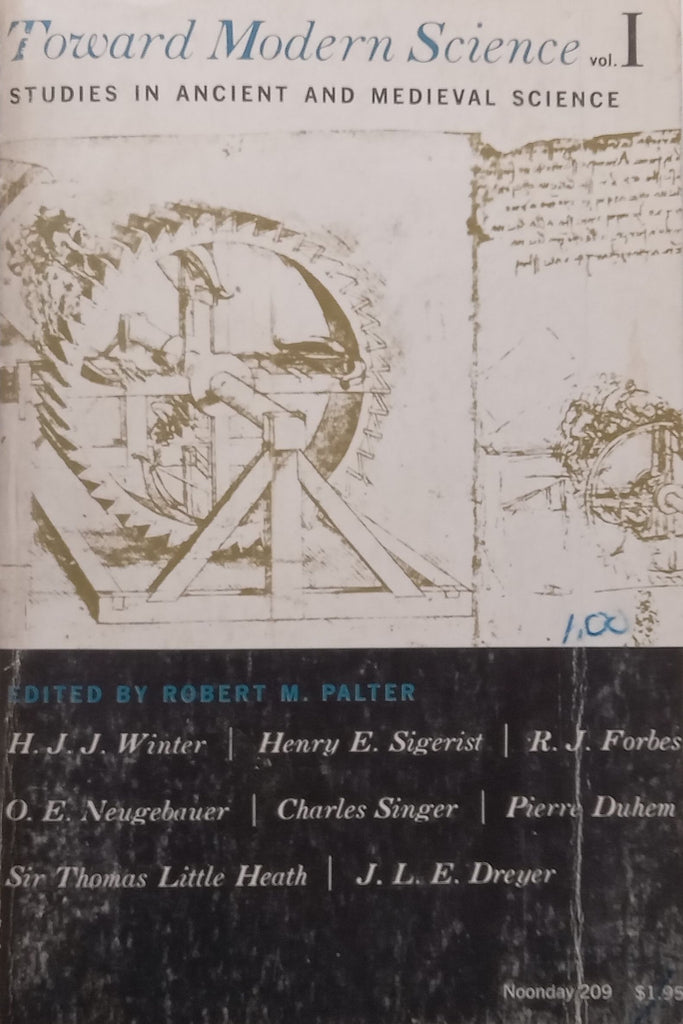 Toward Modern Science vol. I
STUDIES IN ANCIENT AND MEDIEVAL SCIENCE
1.00
EDITED BY ROBERT M. PALTER
H. J. J. Winter | Henry E. Sigerist | R. J. Forbes
O. E. Neugebauer | Charles Singer | Pierre Duhem
Sir Thomas Little Heath | J. L. E. Dreyer
Noonday 209 $1.95